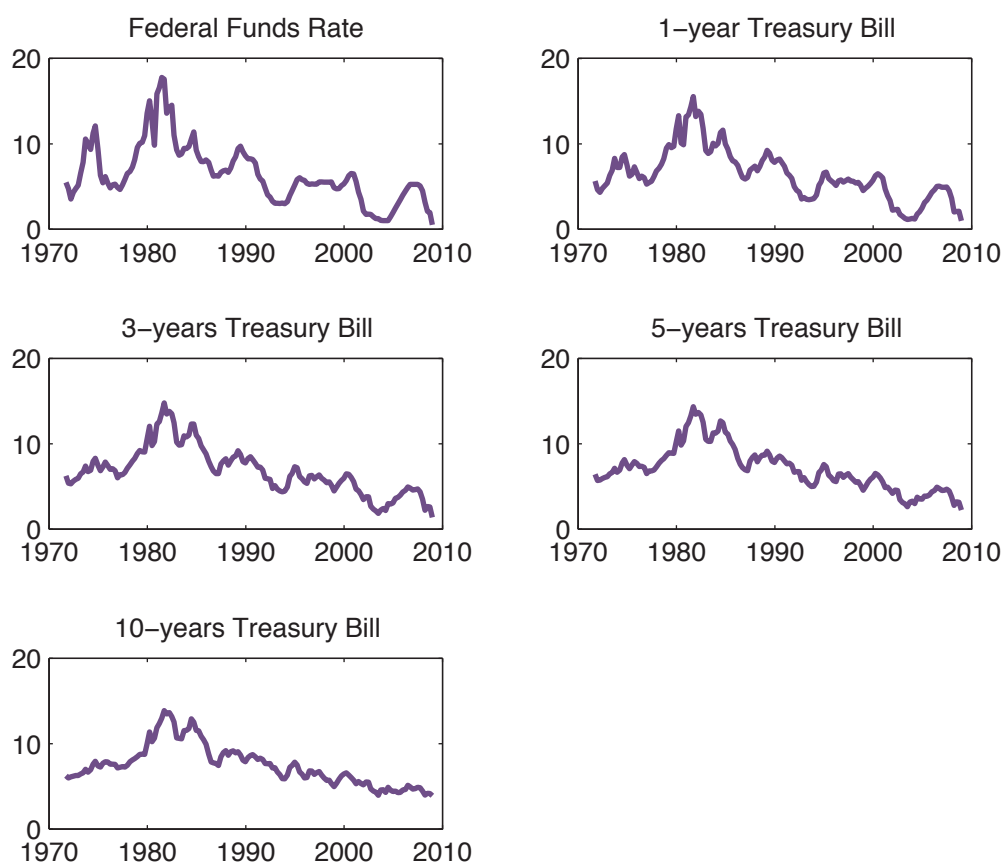 Federal Funds Rate
20
10
0
1970 1980 1990 2000 2010
1−year Treasury Bill
20
10
0
1970 1980 1990 2000 2010
3−years Treasury Bill
20
10
0
1970 1980 1990 2000 2010
5−years Treasury Bill
20
10
0
1970 1980 1990 2000 2010
10−years Treasury Bill
20
10
0
1970 1980 1990 2000 2010